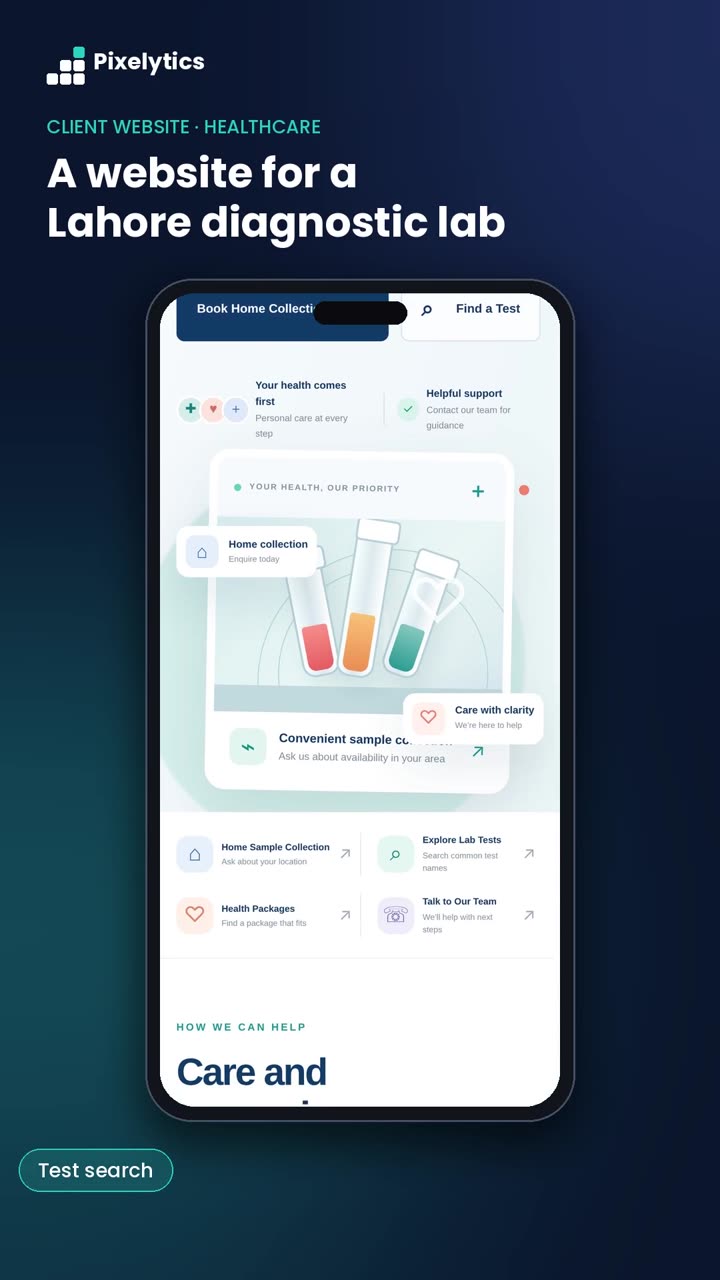 Pixelytics
CLIENT WEBSITE · HEALTHCARE
A website for a
Lahore diagnostic lab
Book Home
Find a Test
Your health comes
first
Personal care at every
step
Helpful support
Contact our team for
guidance
YOUR HEALTH, OUR PRIORITY
Home collection
Enquire today
Care with clarity
We're here to help
Convenient sample
Ask us about availability in your area
Home Sample Collection
Ask about your location
Explore Lab Tests
Search common test
names
Health Packages
Find a package that fits
Talk to Our Team
We'll help with next
steps
HOW WE CAN HELP
Care and
Test search